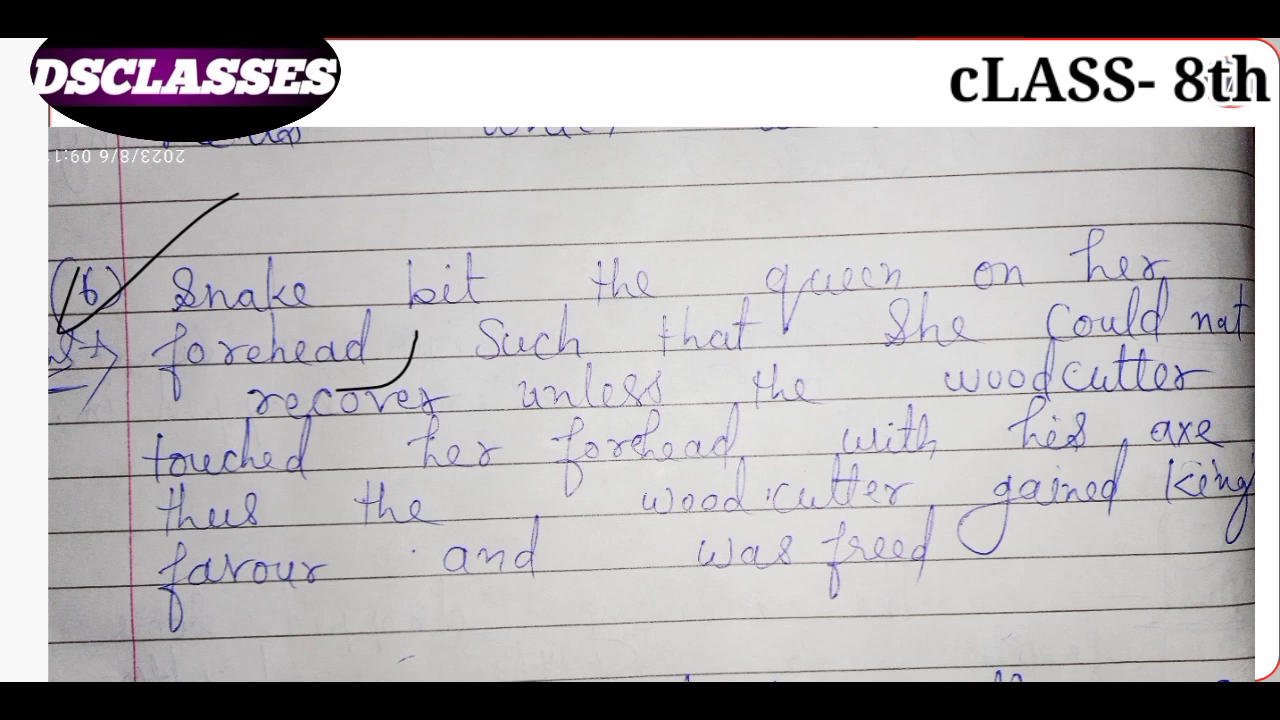 DSCLASSES
cLASS- 8th
2023/8/6 09:1
(b) Snake bit the queen on her
forehead, Such that she could not
recover unless the woodcutter
touched her forehead with his axe
thus the wood cutter gained king
favour and was freed